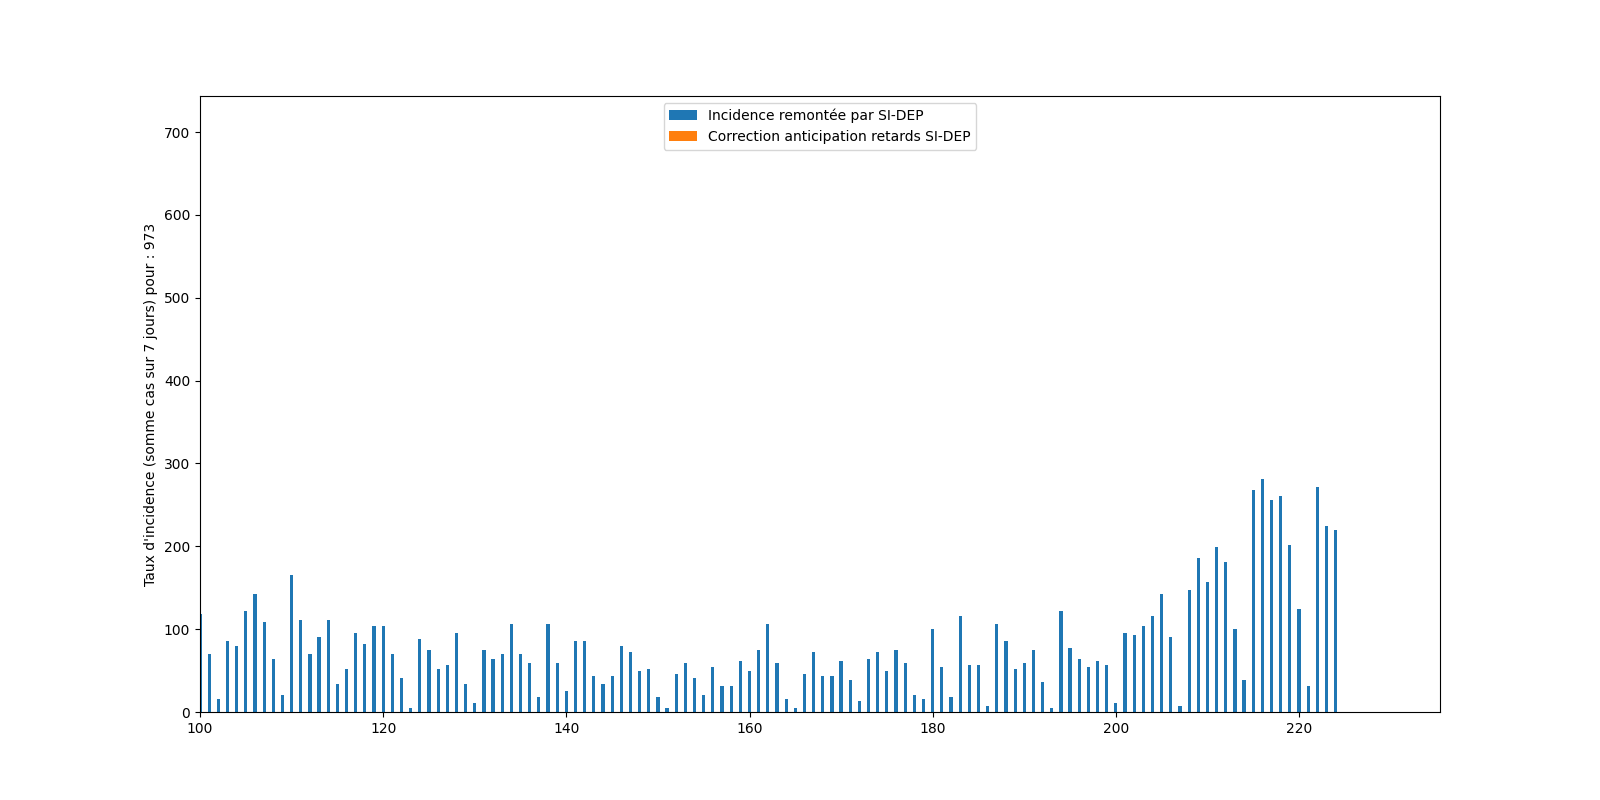 Incidence remontée par SI-DEP
Correction anticipation retards SI-DEP
Taux d'incidence (somme cas sur 7 jours) pour : 973
700
600
500
400
300
200
100
0
100 120 140 160 180 200 220